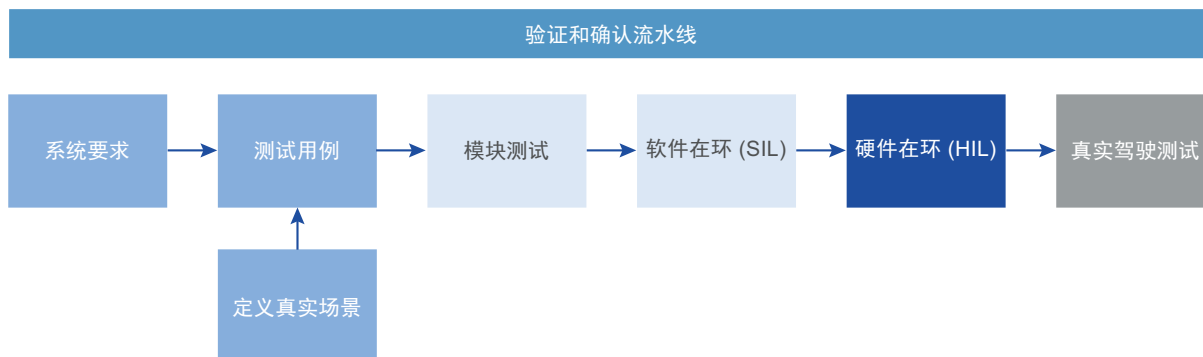 验证和确认流水线
系统要求
测试用例
模块测试
软件在环 (SIL)
硬件在环 (HIL)
真实驾驶测试
定义真实场景